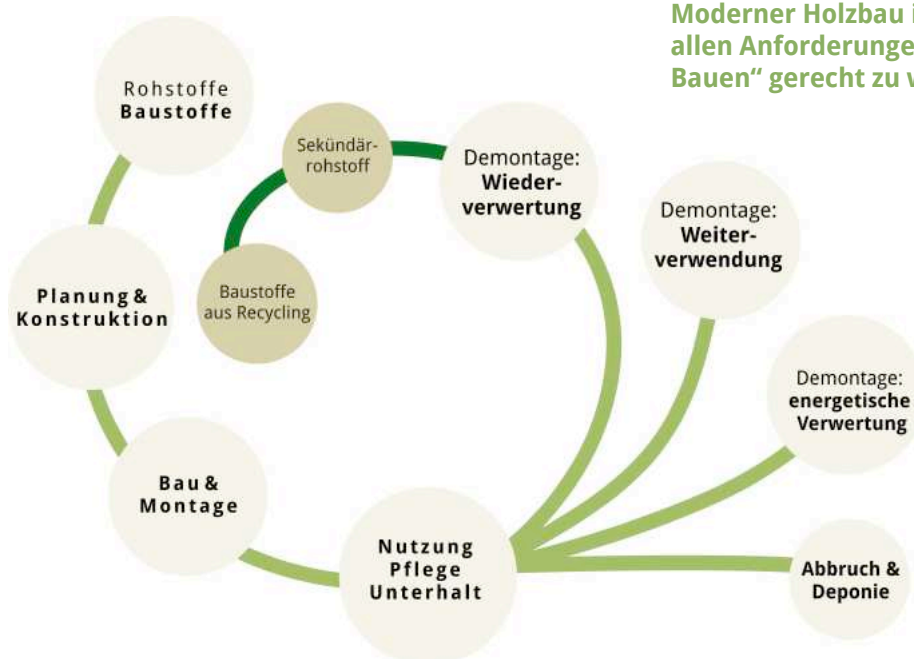 Moderner Holzbau i
allen Anforderunge
Bauen“ gerecht zu w
Rohstoffe
Baustoffe
Sekündär-
rohstoff
Demontage:
Wieder-
verwertung
Demontage:
Weiter-
verwendung
Planung &
Konstruktion
Baustoffe
aus Recycling
Demontage:
energetische
Verwertung
Bau &
Montage
Nutzung
Pflege
Unterhalt
Abbruch &
Deponie